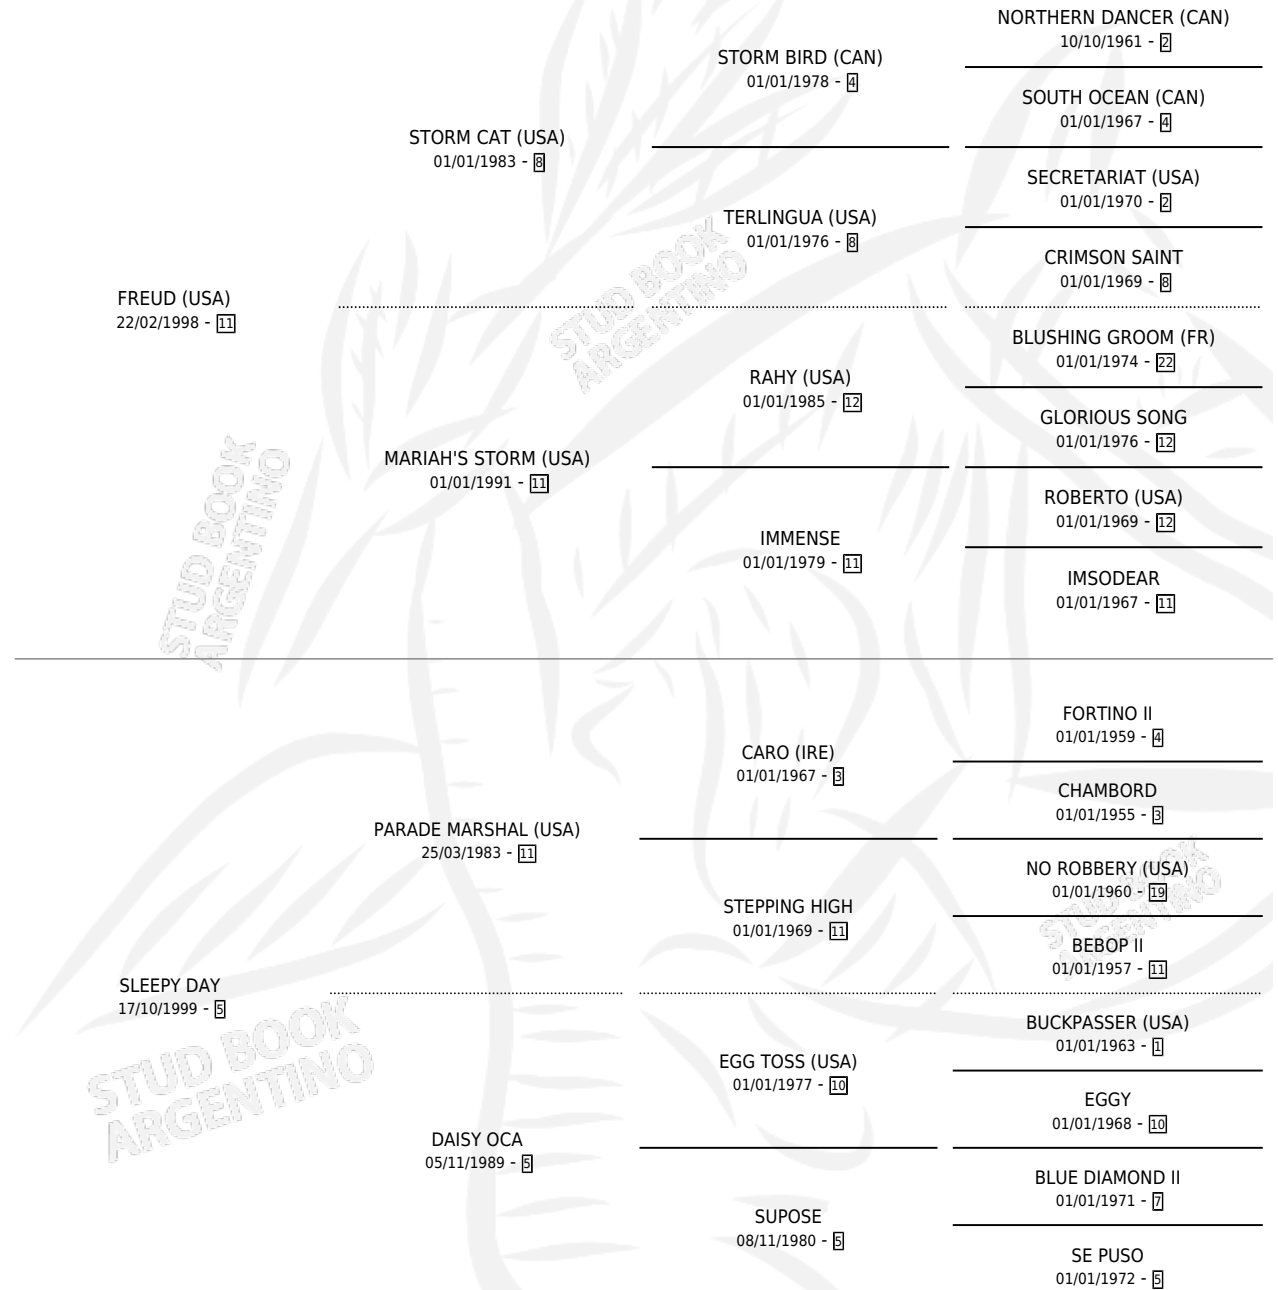 NORTHERN DANCER (CAN)
10/10/1961 - 2
STORM BIRD (CAN)
01/01/1978 - 4
SOUTH OCEAN (CAN)
01/01/1967 - 4
STORM CAT (USA)
01/01/1983 - 8
SECRETARIAT (USA)
01/01/1970 - 2
TERLINGUA (USA)
01/01/1976 - 8
CRIMSON SAINT
01/01/1969 - 8
FREUD (USA)
22/02/1998 - 11
BLUSHING GROOM (FR)
01/01/1974 - 22
RAHY (USA)
01/01/1985 - 12
GLORIOUS SONG
01/01/1976 - 12
MARIAH'S STORM (USA)
01/01/1991 - 11
ROBERTO (USA)
01/01/1969 - 12
IMMENSE
01/01/1979 - 11
IMSODEAR
01/01/1967 - 11
FORTINO II
01/01/1959 - 4
CARO (IRE)
01/01/1967 - 3
CHAMBORD
01/01/1955 - 3
PARADE MARSHAL (USA)
25/03/1983 - 11
NO ROBBERY (USA)
01/01/1960 - 19
STEPPING HIGH
01/01/1969 - 11
BEBOP II
01/01/1957 - 11
SLEEPY DAY
17/10/1999 - 5
BUCKPASSER (USA)
01/01/1963 - 1
EGG TOSS (USA)
01/01/1977 - 10
EGGY
01/01/1968 - 10
DAISY OCA
05/11/1989 - 5
BLUE DIAMOND II
01/01/1971 - 7
SUPOSE
08/11/1980 - 5
SE PUSO
01/01/1972 - 5
STUD BOOK
ARGENTINO
STUD BOOK
ARGENTINO
STUD BOOK
ARGENTINO
STUD BOOK
ARGENTINO